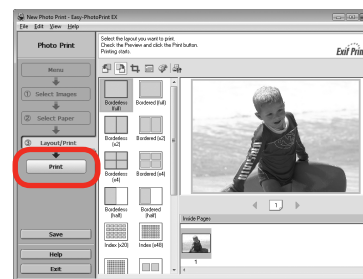 New Photo Print - Easy-PhotoPrint EX
File Edit View Help
Photo Print
Select the layout you want to print.
Check the Preview and click the Print button.
Printing starts.
Exif Prin
Menu
① Select Images
② Select Paper
③ Layout/Print
Print
Save
Help
Exit
Borderless (full)
Bordered (full)
Borderless (x2)
Bordered (x2)
Borderless (x4)
Bordered (x4)
Borderless (half)
Bordered (half)
Index (x20)
Index (x48)
1
Inside Pages
1